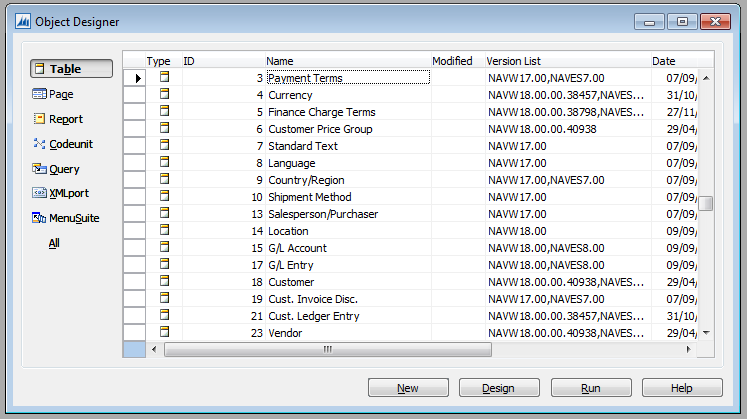 Object Designer
Type ID Name Modified Version List Date
Table
Page
Report
Codeunit
Query
XMLport
MenuSuite
All
3 Payment Terms NAVW17.00,NAVES7.00 07/09/
4 Currency NAVW18.00.00.38457,NAVES... 31/10/
5 Finance Charge Terms NAVW18.00.00.38798,NAVES... 27/11/
6 Customer Price Group NAVW18.00.00.40938 29/04/
7 Standard Text NAVW17.00 07/09/
8 Language NAVW17.00 07/09/
9 Country/Region NAVW17.00,NAVES7.00 07/09/
10 Shipment Method NAVW17.00 07/09/
13 Salesperson/Purchaser NAVW17.00 07/09/
14 Location NAVW18.00 09/09/
15 G/L Account NAVW18.00,NAVES8.00 09/09/
17 G/L Entry NAVW18.00,NAVES8.00 09/09/
18 Customer NAVW18.00.00.40938,NAVES... 29/04/
19 Cust. Invoice Disc. NAVW17.00,NAVES7.00 07/09/
21 Cust. Ledger Entry NAVW18.00.00.38457,NAVES... 31/10/
23 Vendor NAVW18.00.00.40938,NAVES... 29/04/
New Design Run Help